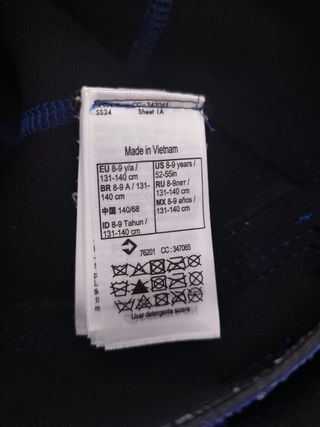 CC: 347065
SS24 Sheet 1A
Made in Vietnam
EU 8-9 y/a /
131-140 cm
BR 8-9 A / 131-
140 cm
中国 140/68
ID 8-9 Tahun /
131-140 cm
US 8-9 years /
52-55in
RU 8-9лет /
131-140 cm
MX 8-9 años /
131-140 cm
76201 CC: 347065
Usar detergente suave